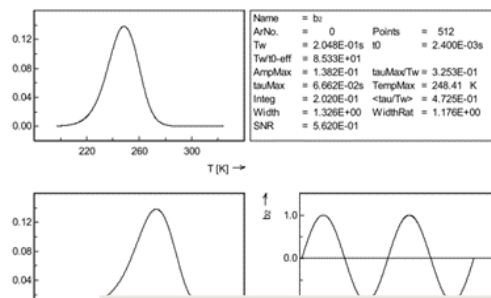 0.12
0.08
0.04
0.00
220 260 300
T [K] →
Name = b₂
ArNo. = 0 Points = 512
Tw = 2.048E-01s t0 = 2.400E-03s
Tw/t0-eff = 8.533E+01
AmpMax = 1.382E-01 tauMax/Tw = 3.253E-01
tauMax = 6.662E-02s TempMax = 248.41 K
Integ = 2.020E-01 <tau/Tw> = 4.725E-01
Width = 1.326E+00 WidthRat = 1.176E+00
SNR = 5.620E-01
0.12
0.08
0.04
b₂ →
1.0
0.0